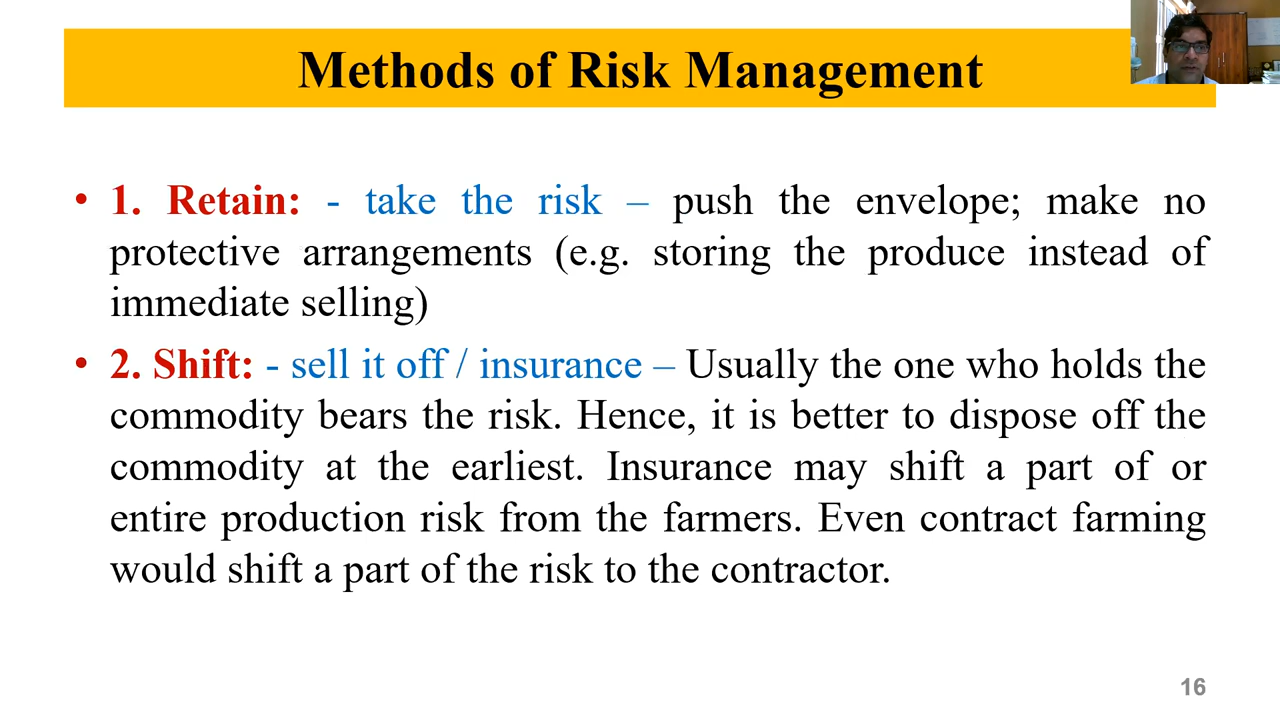 Methods of Risk Management
• 1. Retain: - take the risk – push the envelope; make no
protective arrangements (e.g. storing the produce instead of
immediate selling)
• 2. Shift: - sell it off / insurance – Usually the one who holds the
commodity bears the risk. Hence, it is better to dispose off the
commodity at the earliest. Insurance may shift a part of or
entire production risk from the farmers. Even contract farming
would shift a part of the risk to the contractor.
16